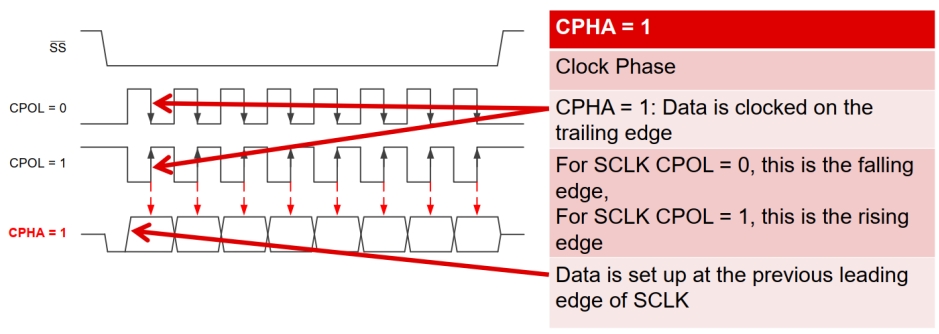 SS
CPOL = 0
CPOL = 1
CPHA = 1
CPHA = 1
Clock Phase
CPHA = 1: Data is clocked on the
trailing edge
For SCLK CPOL = 0, this is the falling
edge,
For SCLK CPOL = 1, this is the rising
edge
Data is set up at the previous leading
edge of SCLK